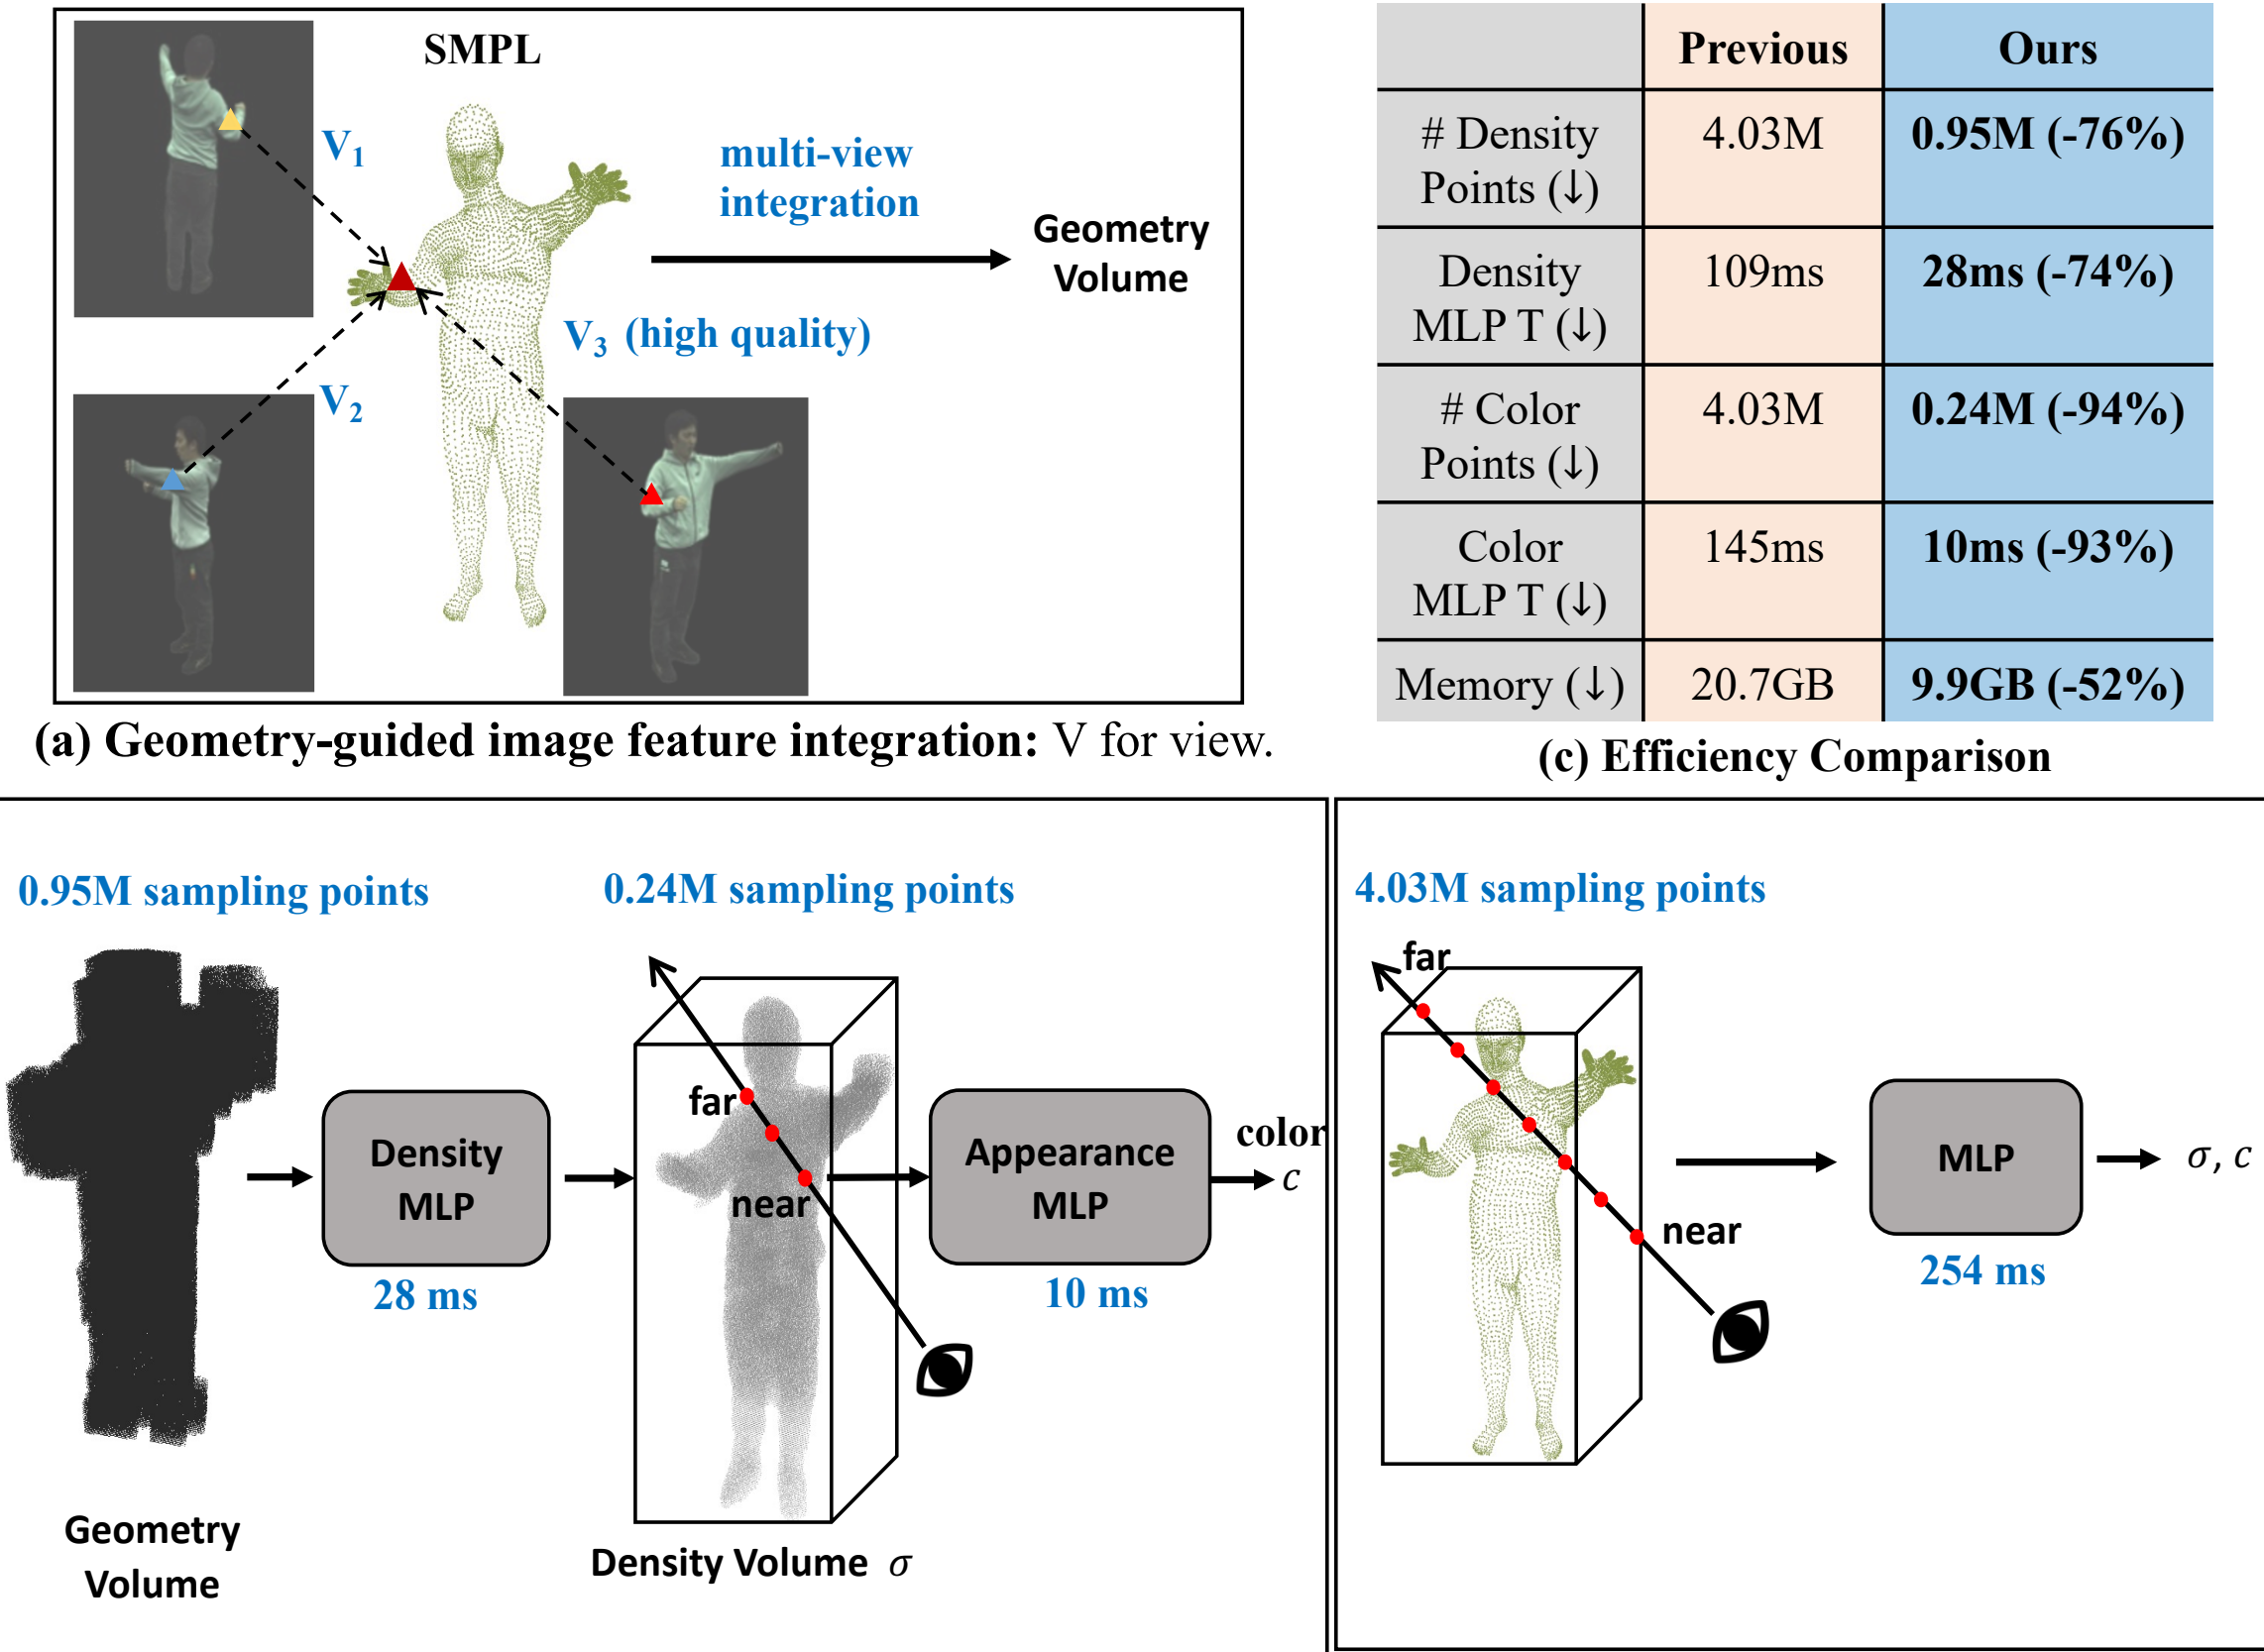 SMPL
V1
multi-view
integration
Geometry
Volume
V3 (high quality)
V2
(a) Geometry-guided image feature integration: V for view.
Previous Ours
# Density
Points (↓) 4.03M 0.95M (-76%)
Density
MLP T (↓) 109ms 28ms (-74%)
# Color
Points (↓) 4.03M 0.24M (-94%)
Color
MLP T (↓) 145ms 10ms (-93%)
Memory (↓) 20.7GB 9.9GB (-52%)
(c) Efficiency Comparison
0.95M sampling points
0.24M sampling points
far
near
Density
MLP
28 ms
Appearance
MLP
10 ms
color
c
Geometry
Volume
Density Volume σ
4.03M sampling points
far
near
MLP
254 ms
σ, c